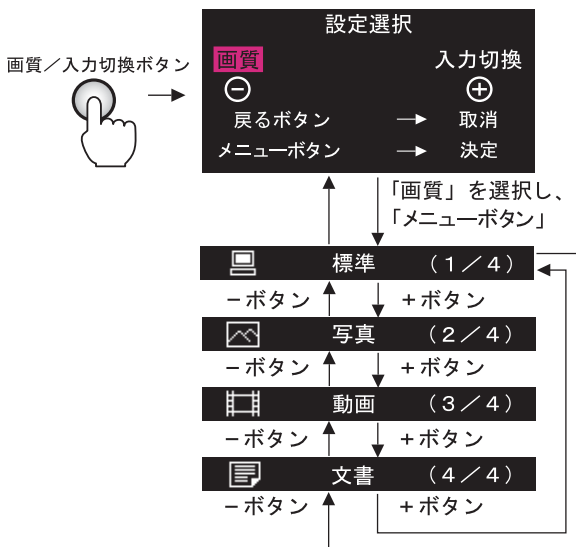 設定選択
画質／入力切換ボタン
画質 入力切換
戻るボタン → 取消
メニューボタン → 決定
「画質」を選択し、
「メニューボタン」
標準 （1／4）
－ボタン ＋ボタン
写真 （2／4）
－ボタン ＋ボタン
動画 （3／4）
－ボタン ＋ボタン
文書 （4／4）
－ボタン ＋ボタン